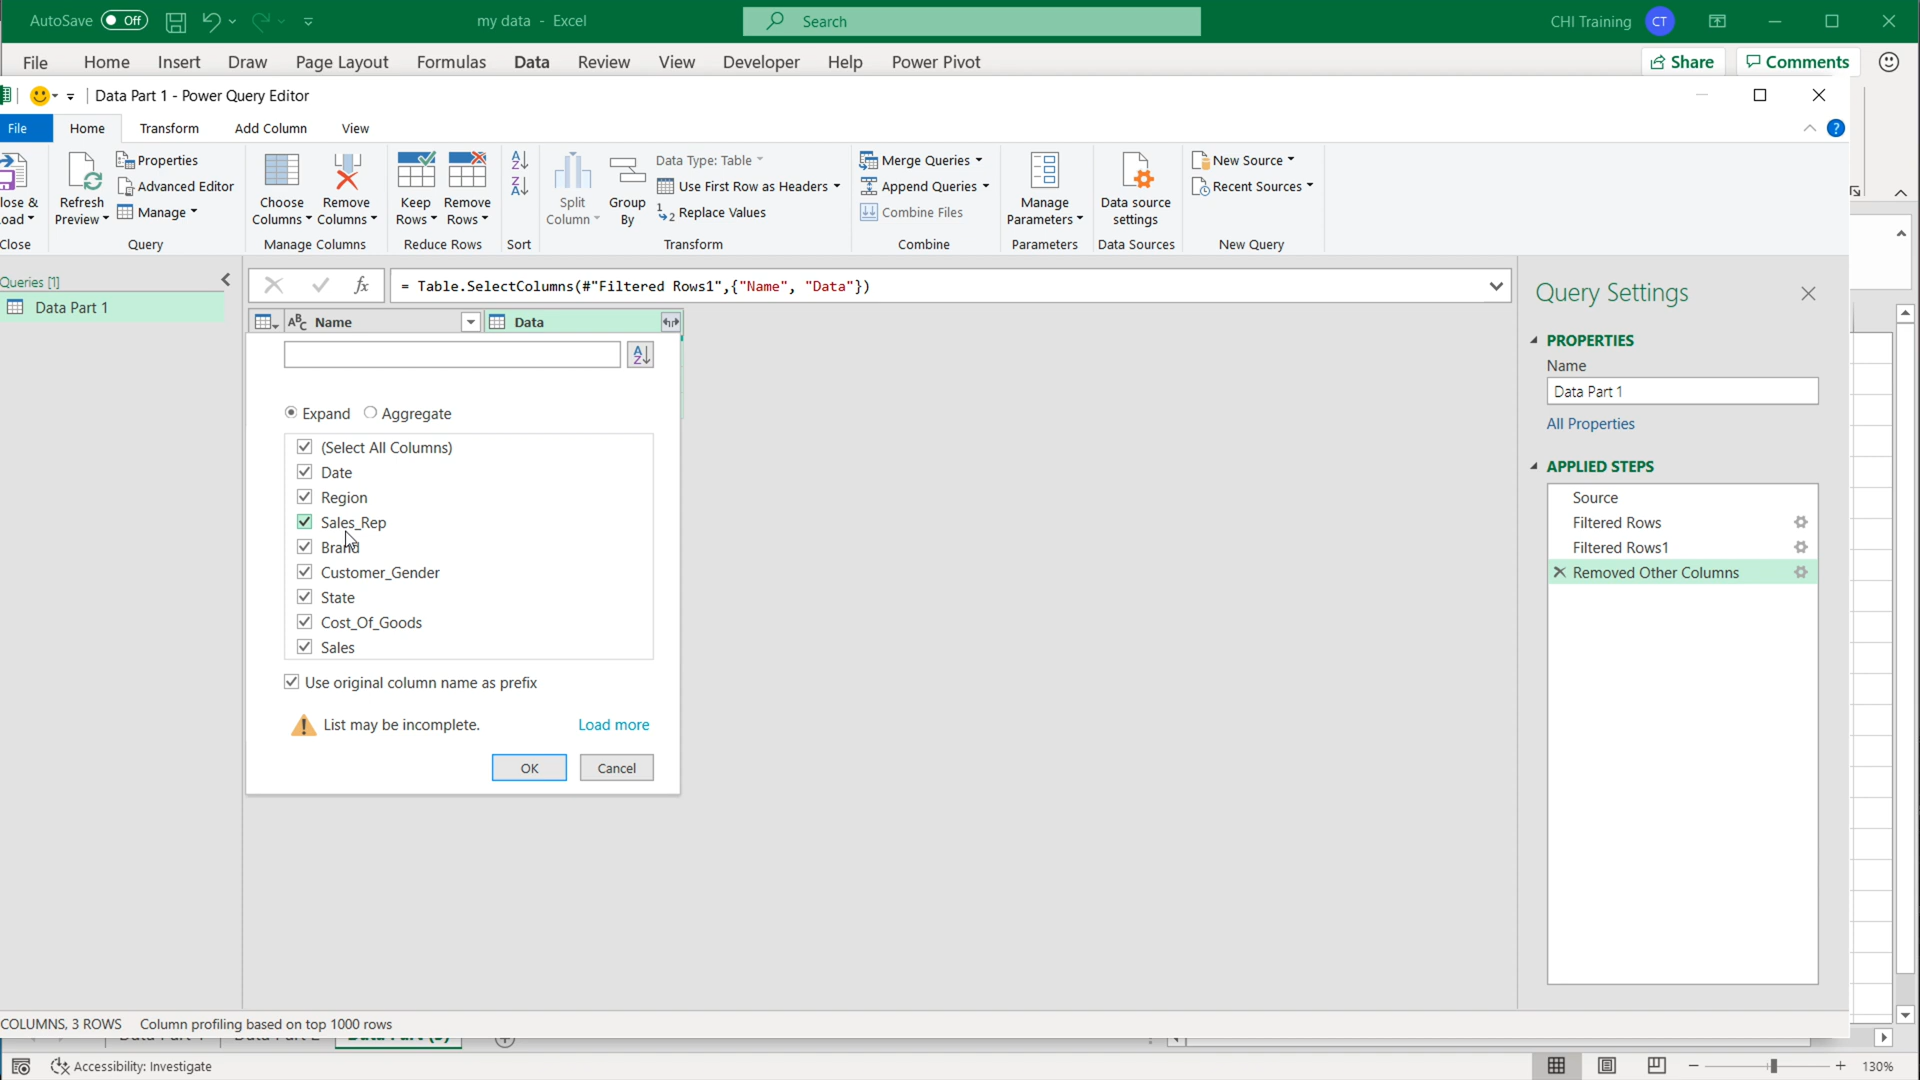 AutoSave Off my data - Excel Search CHI Training CT
File Home Insert Draw Page Layout Formulas Data Review View Developer Help Power Pivot Share Comments
Data Part 1 - Power Query Editor
File Home Transform Add Column View
Properties
Advanced Editor
Manage
Refresh
Preview
Query
Close
Choose
Columns
Remove
Columns
Manage Columns
Keep
Rows
Remove
Rows
Reduce Rows
Sort
Split
Column
Group
By
Data Type: Table
Use First Row as Headers
Replace Values
Transform
Merge Queries
Append Queries
Combine Files
Combine
Manage
Parameters
Parameters
Data source
settings
Data Sources
New Source
Recent Sources
New Query
Queries [1]
Data Part 1
fx = Table.SelectColumns(#"Filtered Rows1",{"Name", "Data"})
ABC Name Data
Expand Aggregate
(Select All Columns)
Date
Region
Sales_Rep
Brand
Customer_Gender
State
Cost_Of_Goods
Sales
Use original column name as prefix
List may be incomplete. Load more
OK Cancel
Query Settings
PROPERTIES
Name
Data Part 1
All Properties
APPLIED STEPS
Source
Filtered Rows
Filtered Rows1
Removed Other Columns
COLUMNS, 3 ROWS Column profiling based on top 1000 rows
Accessibility: Investigate 130%